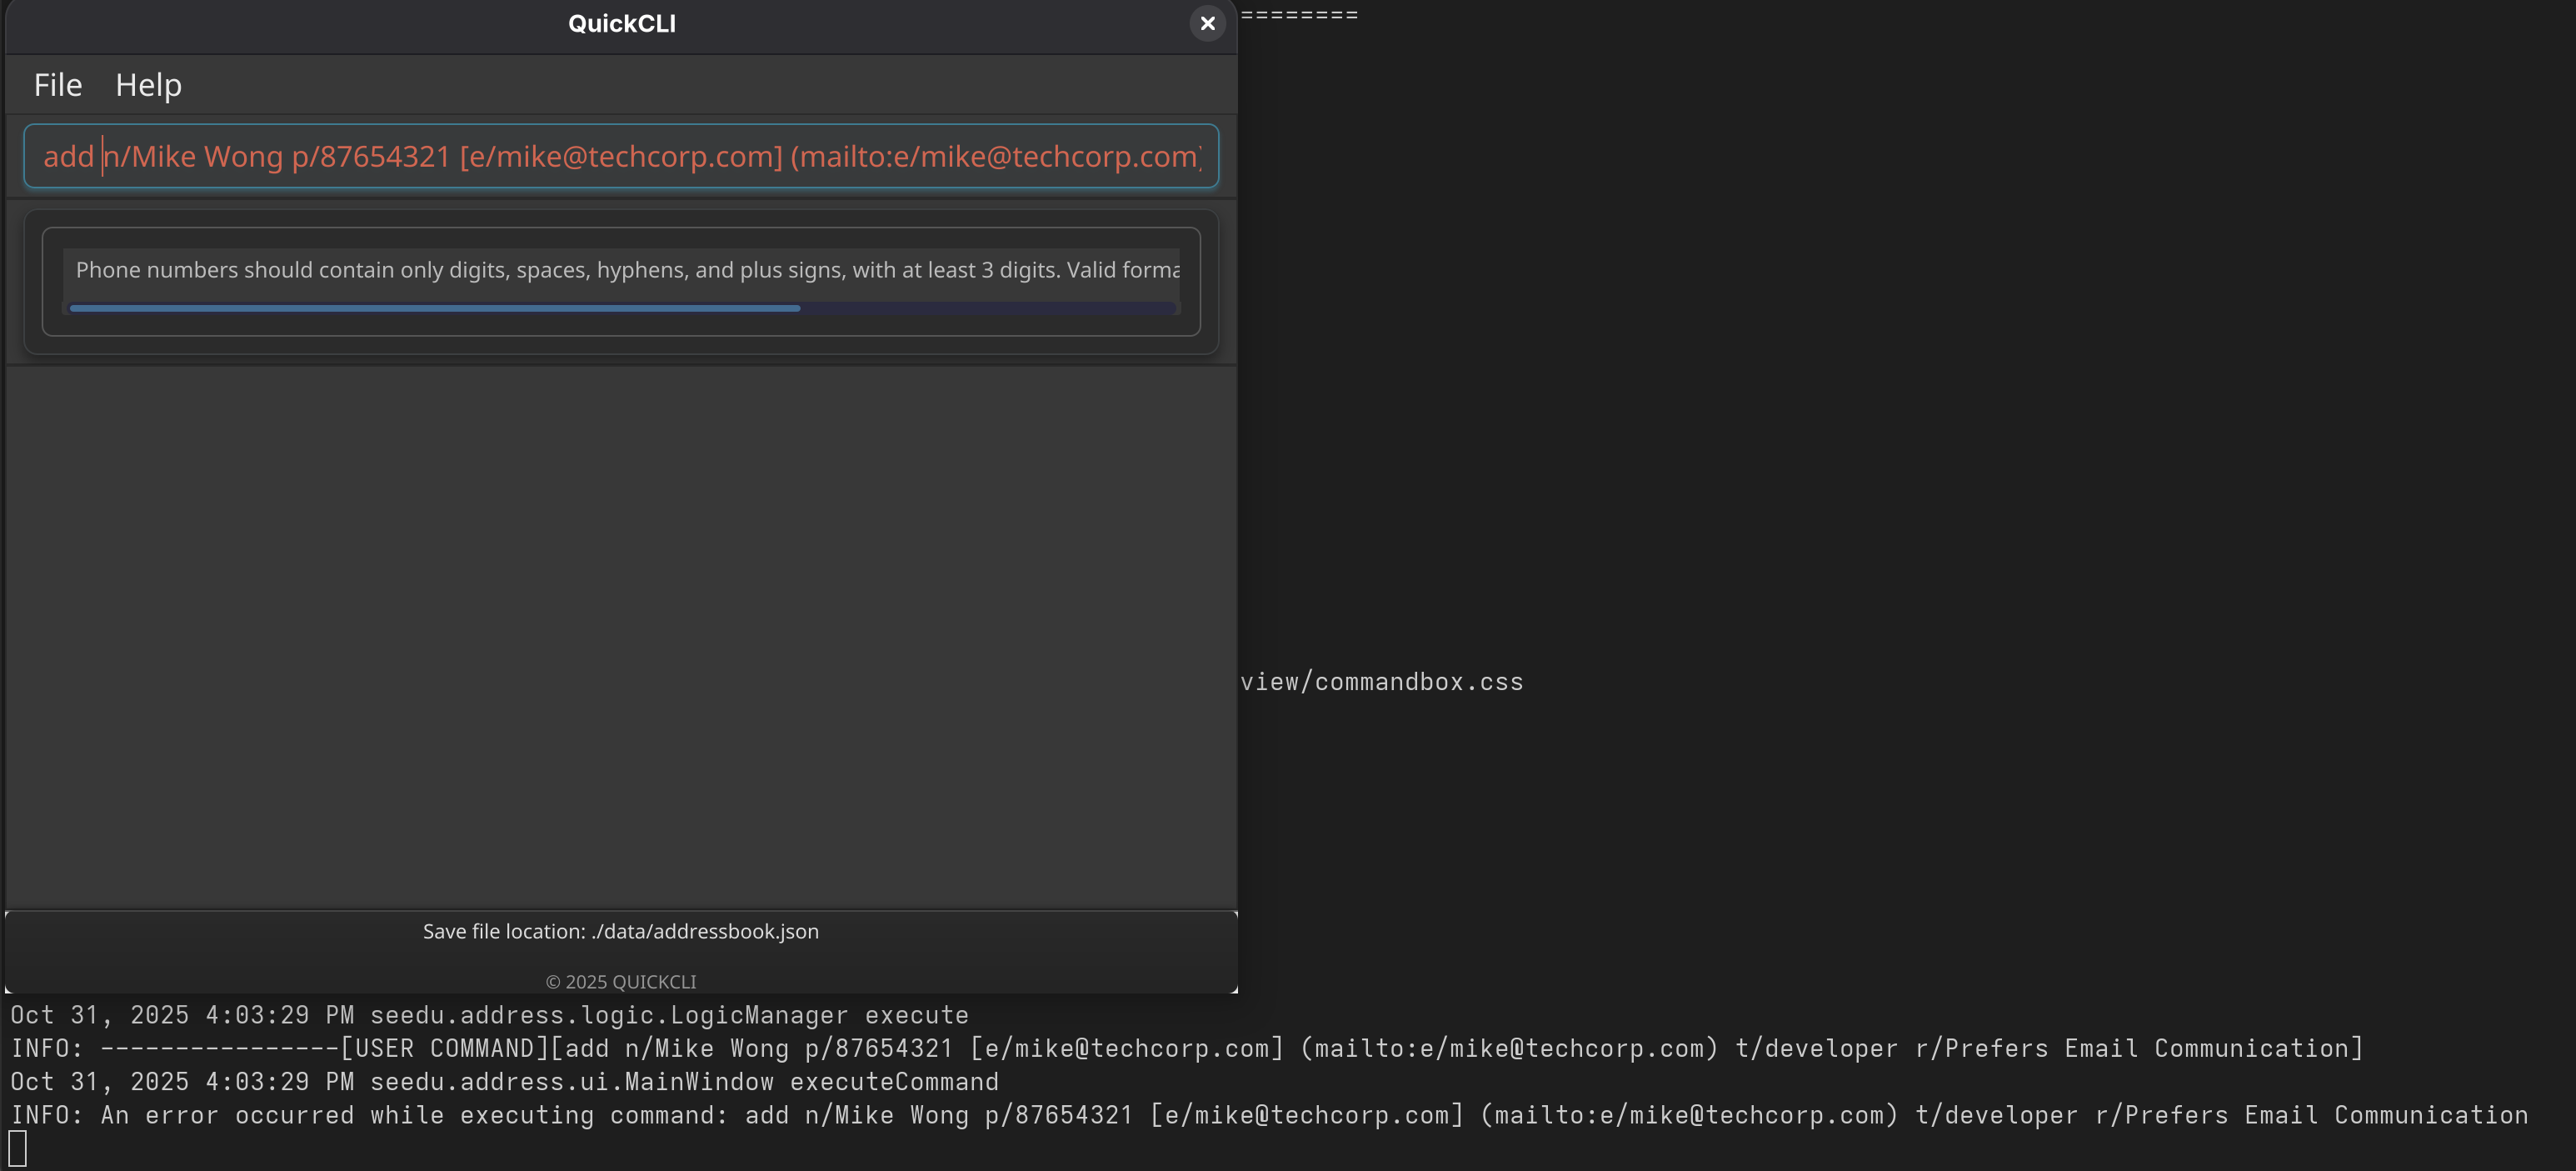 QuickCLI
========
File Help
add n/Mike Wong p/87654321 [e/mike@techcorp.com] (mailto:e/mike@techcorp.com)
Phone numbers should contain only digits, spaces, hyphens, and plus signs, with at least 3 digits. Valid forma
view/commandbox.css
Save file location: ./data/addressbook.json
© 2025 QUICKCLI
Oct 31, 2025 4:03:29 PM seedu.address.logic.LogicManager execute
INFO: ----------------[USER COMMAND][add n/Mike Wong p/87654321 [e/mike@techcorp.com] (mailto:e/mike@techcorp.com) t/developer r/Prefers Email Communication]
Oct 31, 2025 4:03:29 PM seedu.address.ui.MainWindow executeCommand
INFO: An error occurred while executing command: add n/Mike Wong p/87654321 [e/mike@techcorp.com] (mailto:e/mike@techcorp.com) t/developer r/Prefers Email Communication